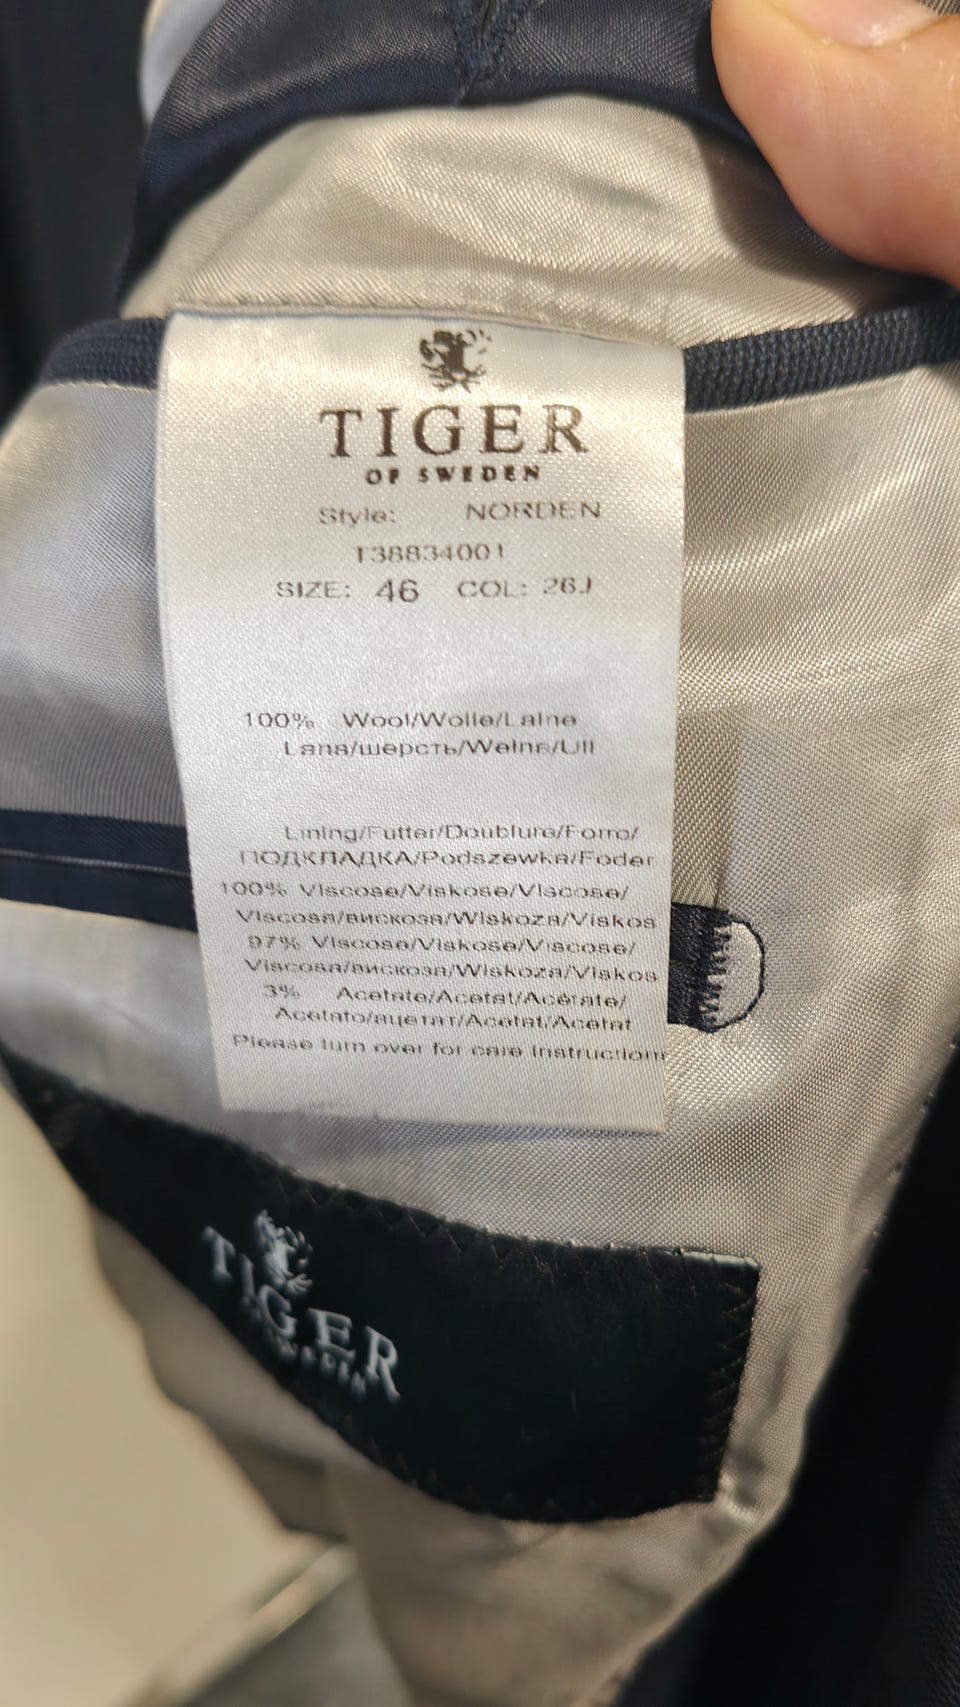 TIGER
OF SWEDEN
Style: NORDEN
T38834001
SIZE: 46 COL: 26J
100% Wool/Wolle/Laine
Lana/шерсть/Welna/Ull
Lining/Futter/Doublure/Forro/
ПОДКЛАДКА/Podszewka/Foder
100% Viscose/Viskose/Viscose/
Viscosa/вискоза/Wiskoza/Viskos
97% Viscose/Viskose/Viscose/
Viscosa/вискоза/Wiskoza/Viskos
3% Acetate/Acetat/Acétate/
Acetato/ацетат/Acetat/Acetat
Please turn over for care instructions
TIGER
SWEDEN